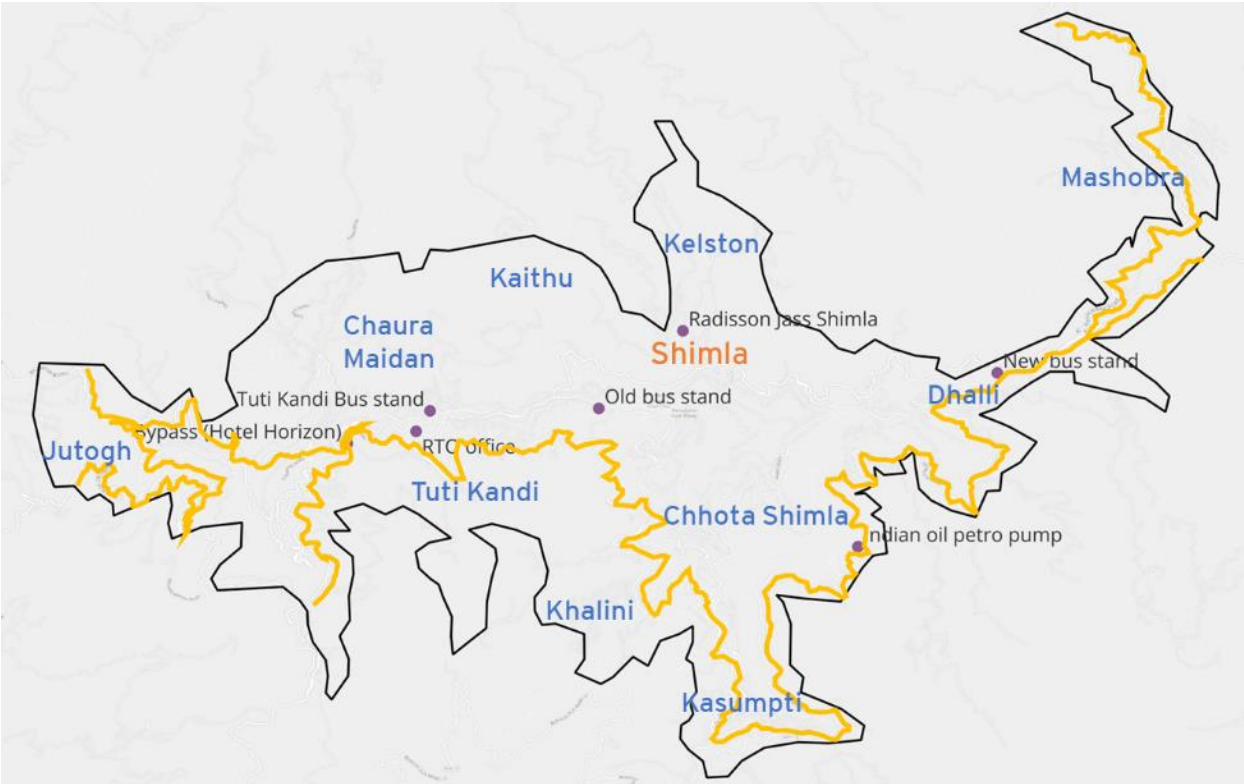 Mashobra
Kelston
Kaithu
Radisson Jass Shimla
Chaura
Maidan
Shimla
New bus stand
Dhalli
Tuti Kandi Bus stand
Old bus stand
Bypass (Hotel Horizon)
RTO office
Jutogh
Tuti Kandi
Chhota Shimla
Indian oil petro pump
Khalini
Kasumpti